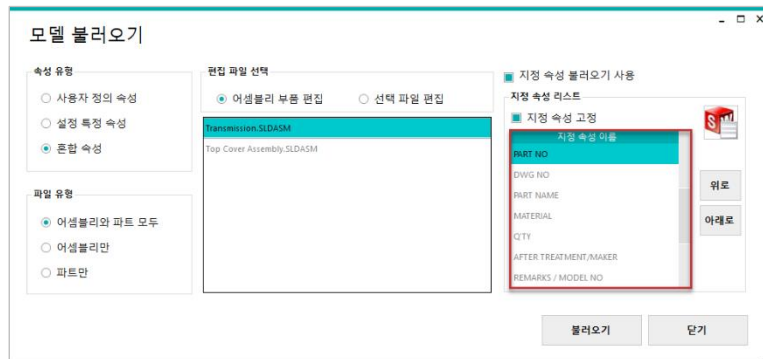 모델 불러오기
속성 유형
사용자 정의 속성
설정 특정 속성
혼합 속성
파일 유형
어셈블리와 파트 모두
어셈블리만
파트만
편집 파일 선택
어셈블리 부품 편집
선택 파일 편집
Transmission.SLDASM
Top Cover Assembly.SLDASM
지정 속성 불러오기 사용
지정 속성 리스트
지정 속성 고정
지정 속성 이름
PART NO
DWG NO
PART NAME
MATERIAL
Q'TY
AFTER TREATMENT/MAKER
REMARKS / MODEL NO
위로
아래로
불러오기
닫기